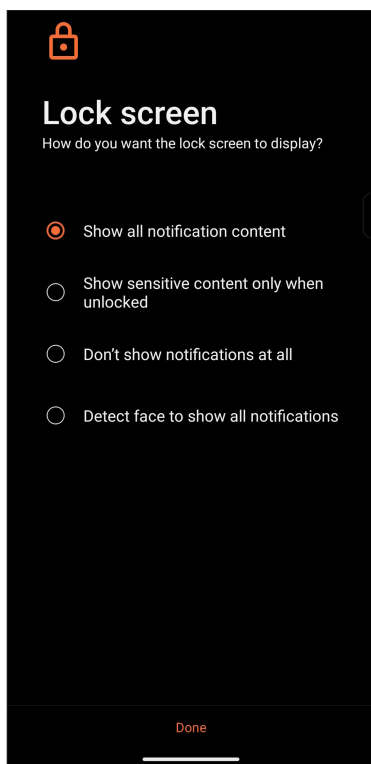 Lock screen
How do you want the lock screen to display?
Show all notification content
Show sensitive content only when
unlocked
Don’t show notifications at all
Detect face to show all notifications
Done